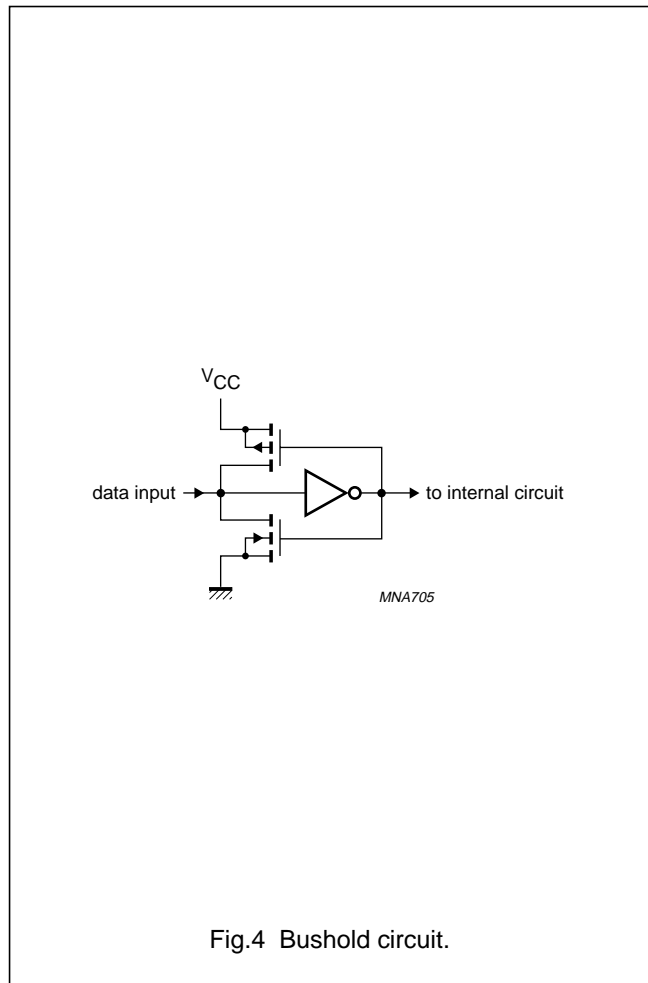 VCC
data input
to internal circuit
MNA705
Fig.4 Bushold circuit.